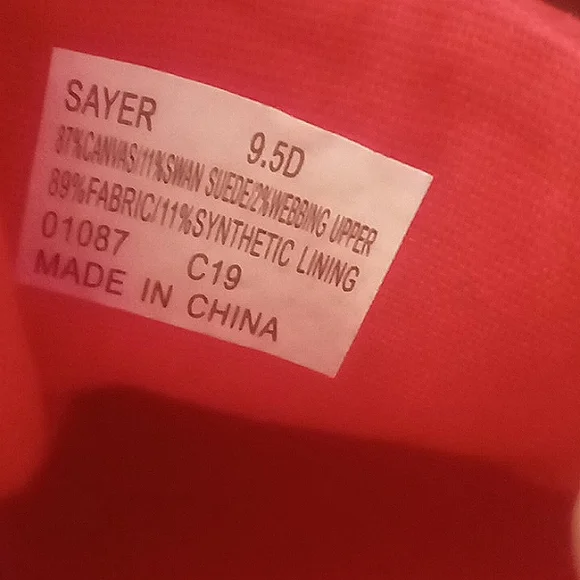 SAYER
9.5D
87%CANVAS/11%SWAN SUEDE/2%WEBBING UPPER
89%FABRIC/11%SYNTHETIC LINING
01087 C19
MADE IN CHINA